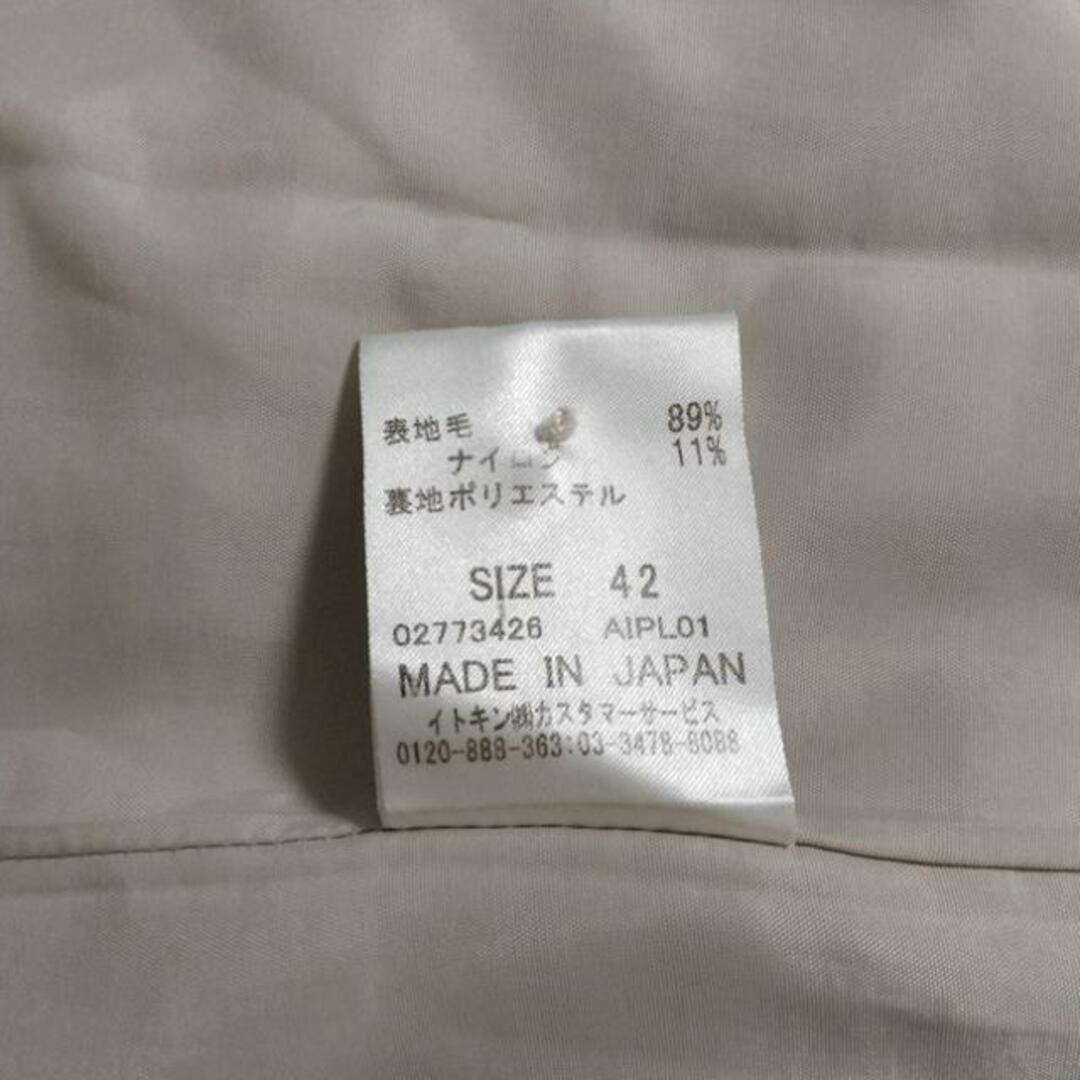 表地毛 89%
ナイロン 11%
裏地ポリエステル
SIZE 42
02773426 AIPL01
MADE IN JAPAN
イトキン㈱カスタマーサービス
0120-888-363:03-3478-8088